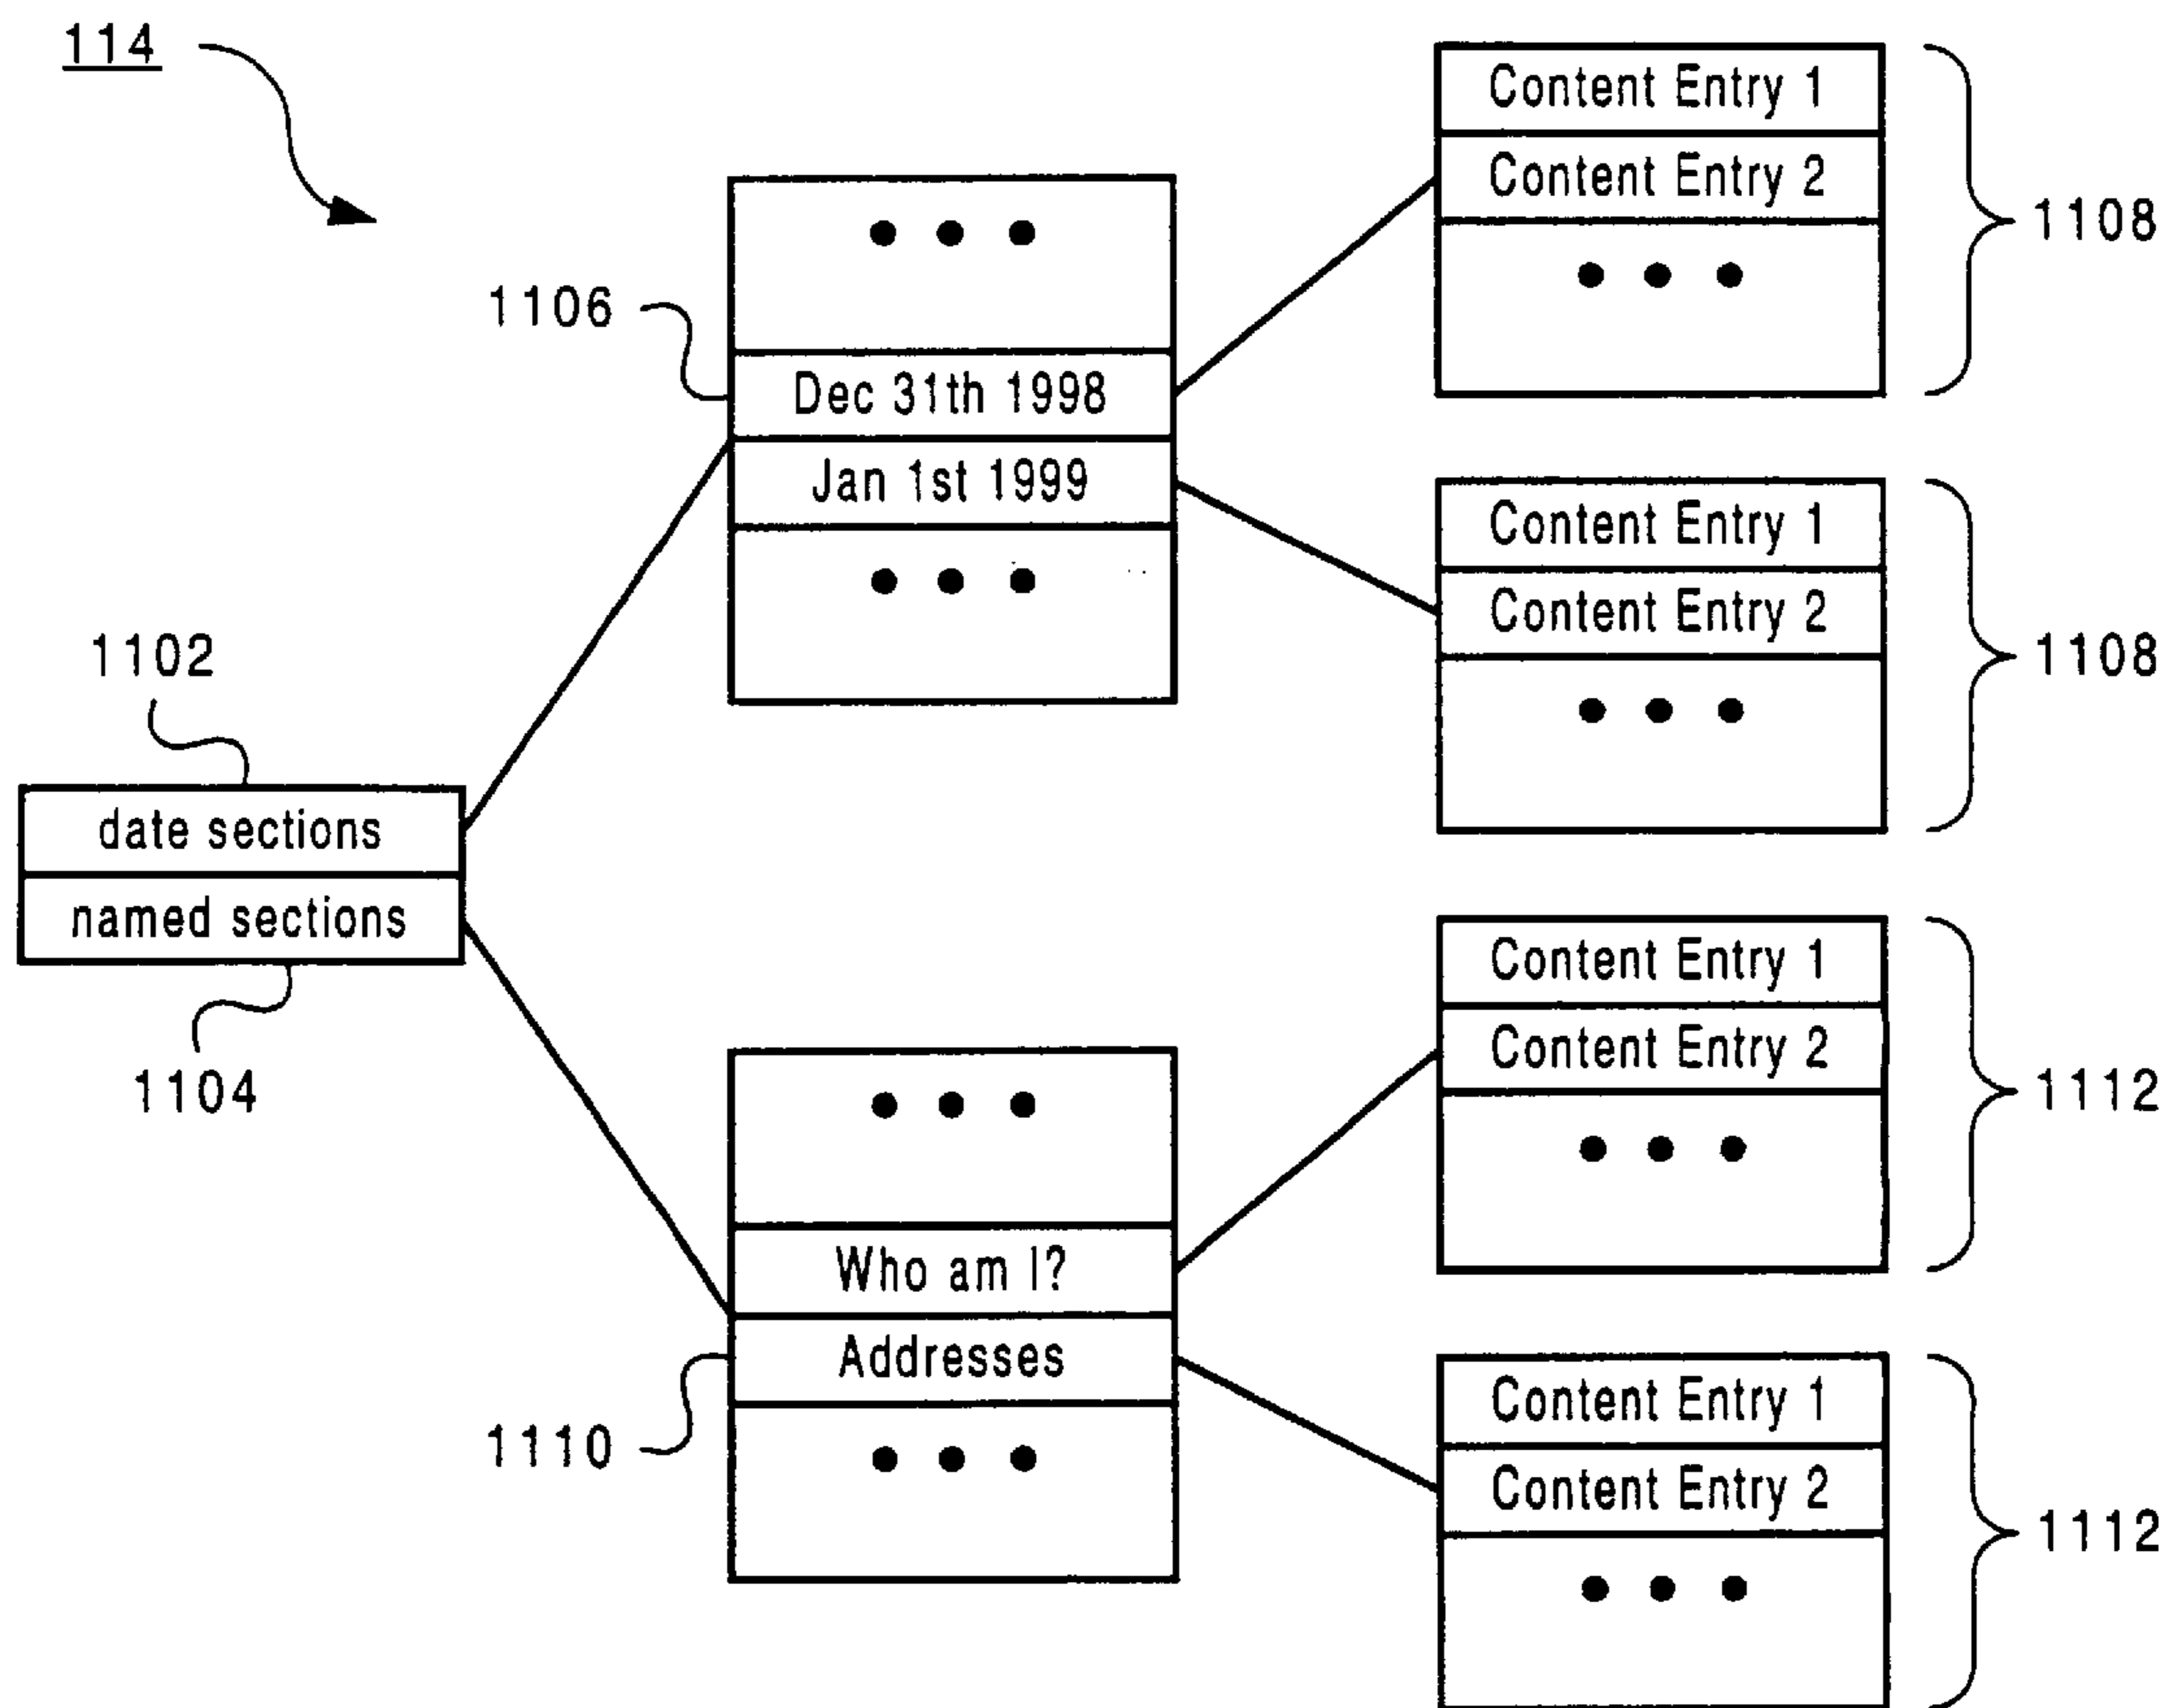 114
1106
Dec 31th 1998
Jan 1st 1999
Content Entry 1
Content Entry 2
1108
Content Entry 1
Content Entry 2
1108
1102
date sections
named sections
1104
Who am I?
Addresses
1110
Content Entry 1
Content Entry 2
1112
Content Entry 1
Content Entry 2
1112